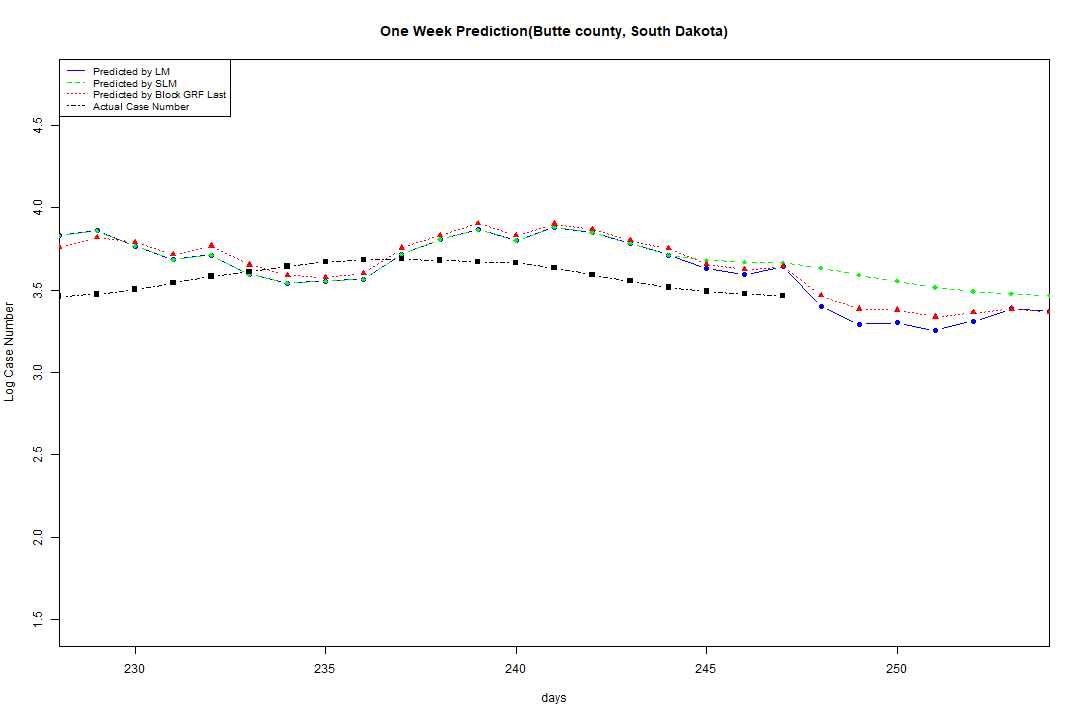 One Week Prediction(Butte county, South Dakota)
Predicted by LM
Predicted by SLM
Predicted by Block GRF Last
Actual Case Number
Log Case Number
4.5
4.0
3.5
3.0
2.5
2.0
1.5
230 235 240 245 250
days